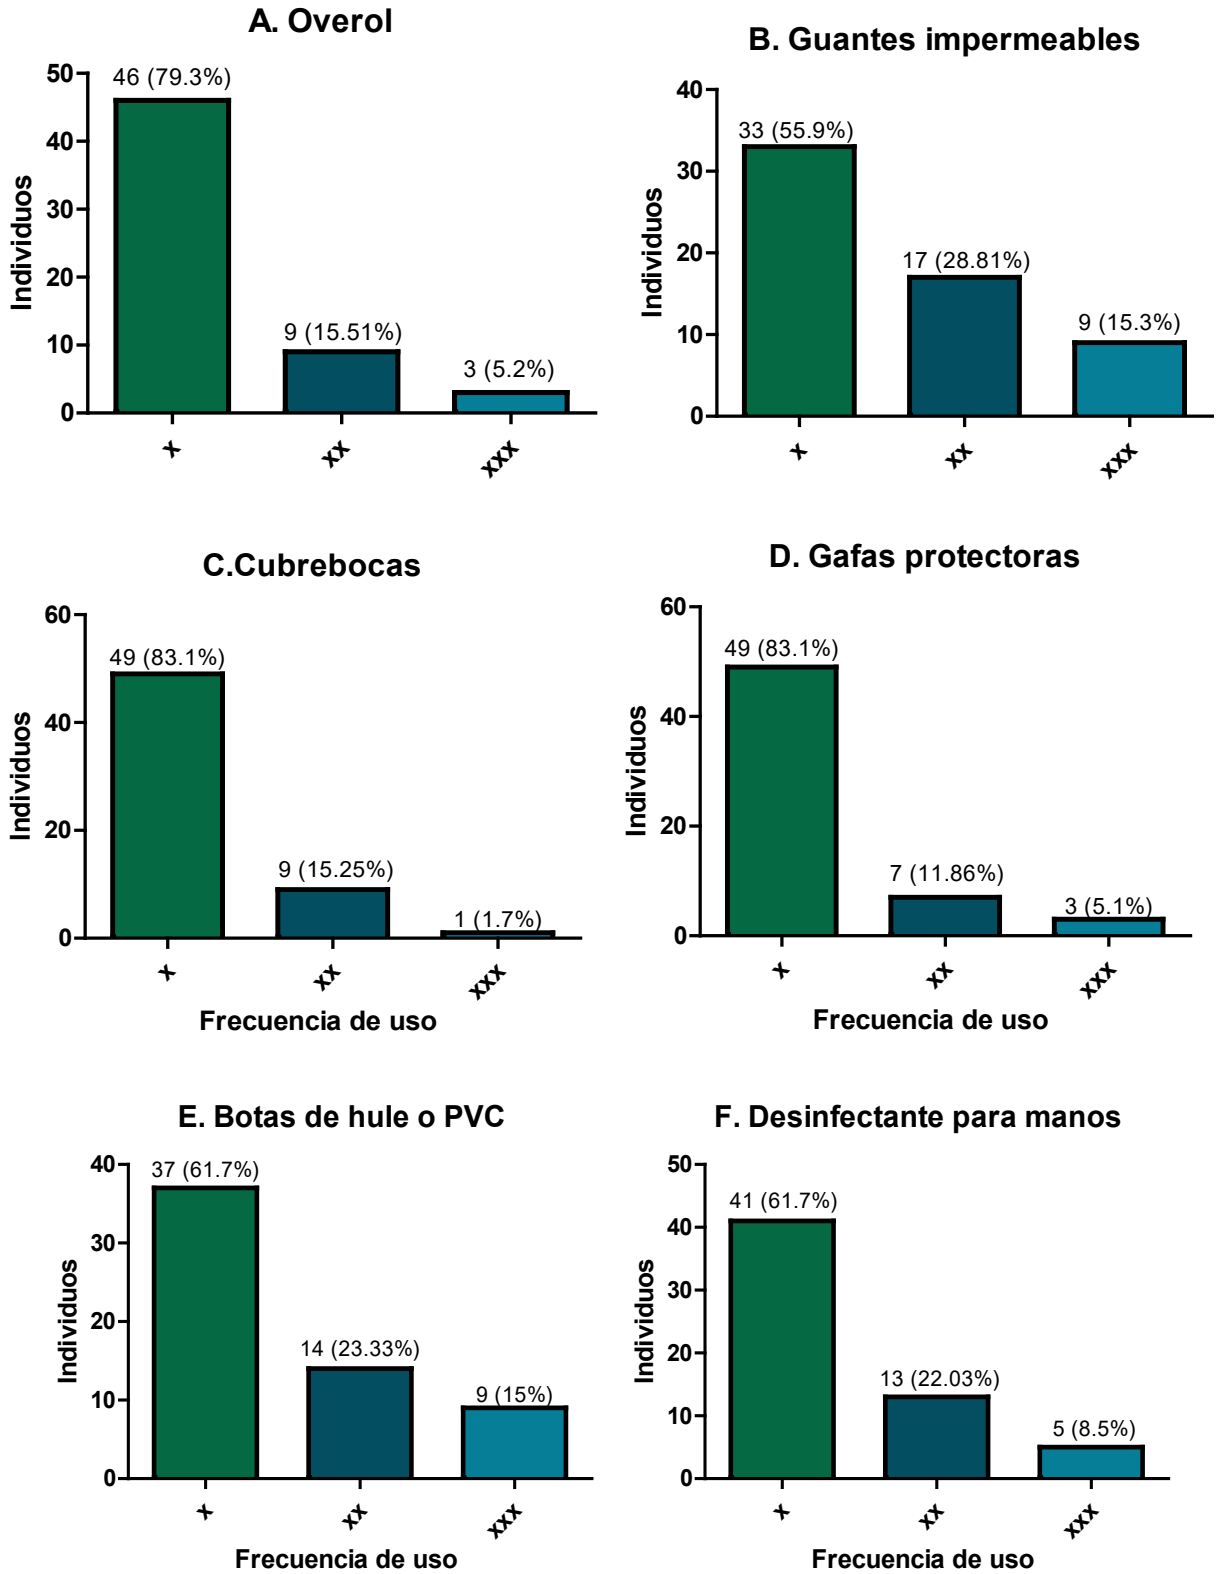 A. Overol
50
40
30
20
10
0
Individuos
46 (79.3%)
9 (15.51%)
3 (5.2%)
x
xx
xxx
B. Guantes impermeables
40
30
20
10
0
Individuos
33 (55.9%)
17 (28.81%)
9 (15.3%)
x
xx
xxx
C.Cubrebocas
60
40
20
0
Individuos
49 (83.1%)
9 (15.25%)
1 (1.7%)
x
xx
xxx
Frecuencia de uso
D. Gafas protectoras
60
40
20
0
Individuos
49 (83.1%)
7 (11.86%)
3 (5.1%)
x
xx
xxx
Frecuencia de uso
E. Botas de hule o PVC
40
30
20
10
0
Individuos
37 (61.7%)
14 (23.33%)
9 (15%)
x
xx
xxx
Frecuencia de uso
F. Desinfectante para manos
50
40
30
20
10
0
Individuos
41 (61.7%)
13 (22.03%)
5 (8.5%)
x
xx
xxx
Frecuencia de uso